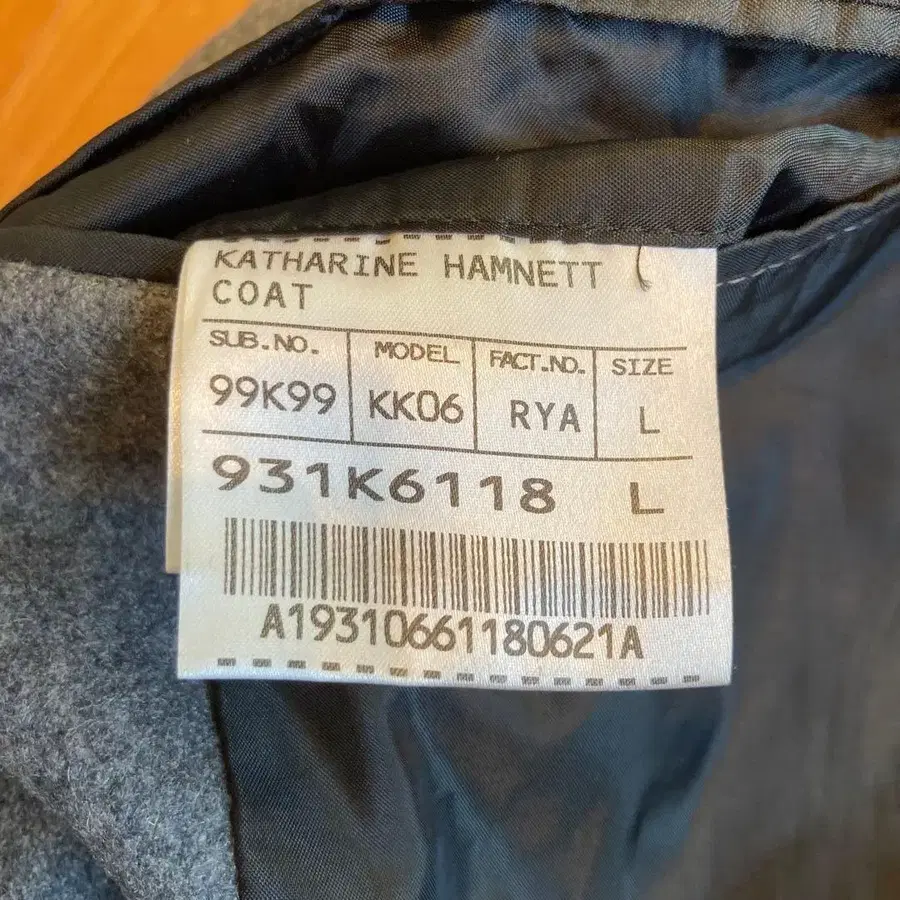 KATHARINE HAMNETT
COAT
SUB.NO. MODEL FACT.NO. SIZE
99K99 KK06 RYA L
931K6118 L
A19310661180621A